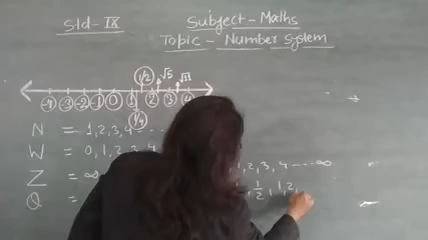 Std-IX
Subject-Maths
Topic - Number System
1/2 √5 √11
-4 -3 -2 -1 0 1 2 3 4
1/4
N = 1,2,3,4 - - -
W = 0,1,2,3,4
Z = ∞ 1,2,3,4 - - - ∞
Q = 1/2, 1,2,